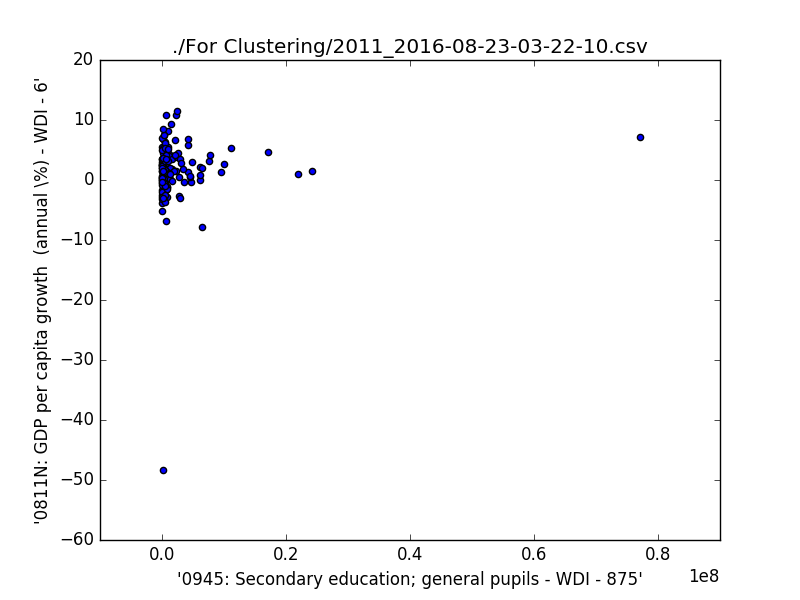 ./For Clustering/2011_2016-08-23-03-22-10.csv
20
10
0
−10
−20
−30
−40
−50
−60
'0811N: GDP per capita growth  (annual \%) - WDI - 6'
0.0 0.2 0.4 0.6 0.8
1e8
'0945: Secondary education; general pupils - WDI - 875'